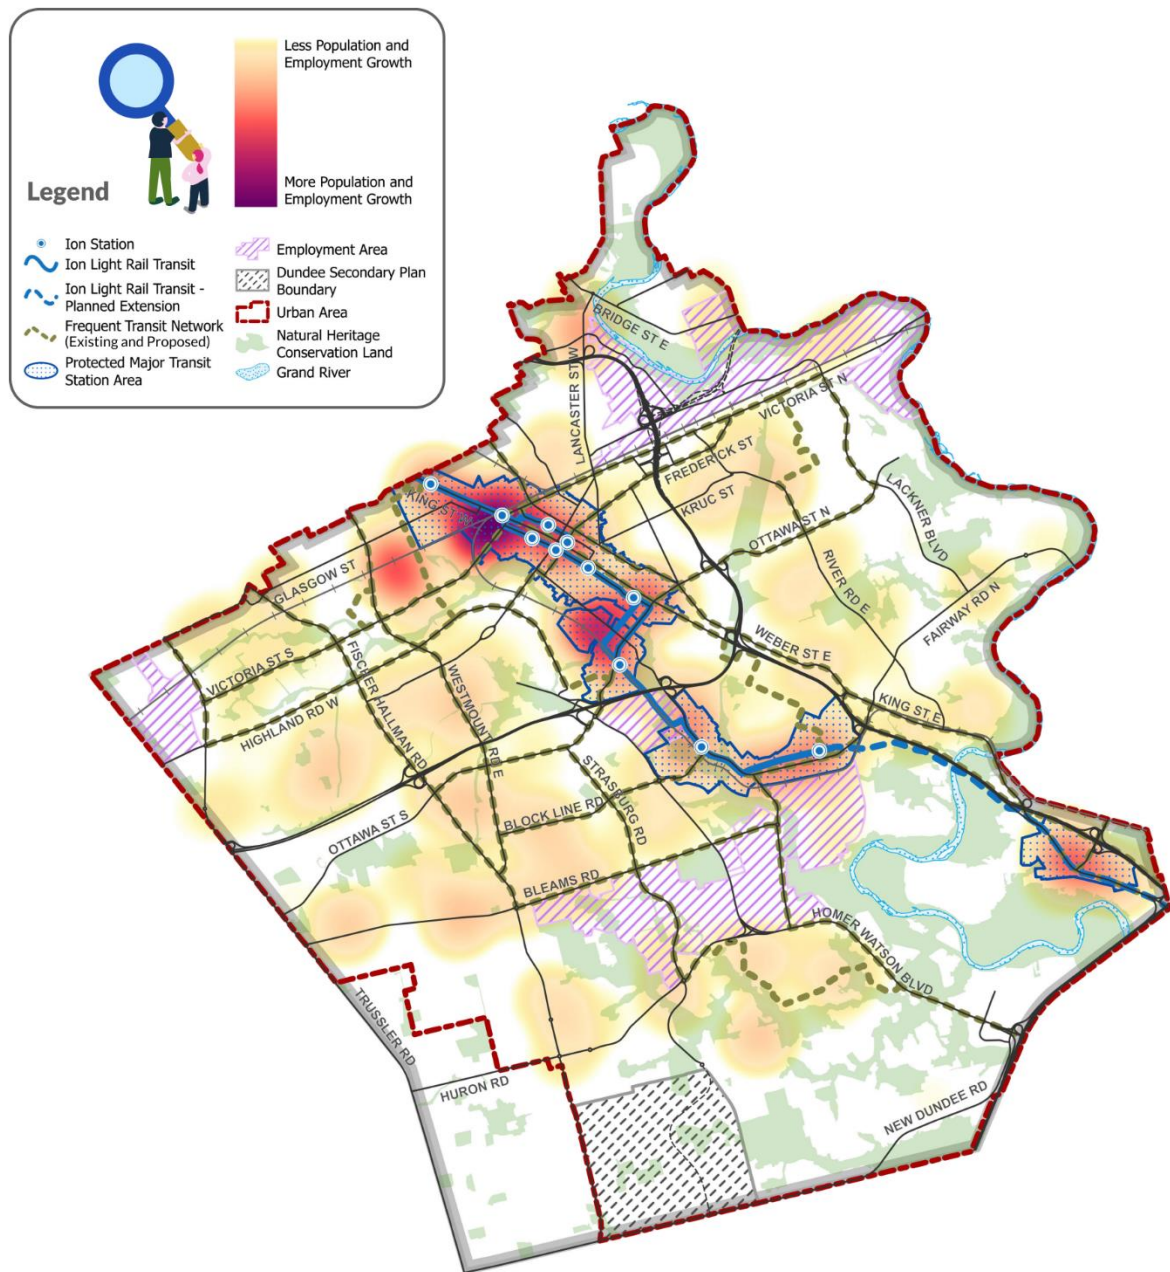 Less Population and
Employment Growth
More Population and
Employment Growth
Legend
Ion Station
Ion Light Rail Transit
Ion Light Rail Transit -
Planned Extension
Frequent Transit Network
(Existing and Proposed)
Protected Major Transit
Station Area
Employment Area
Dundee Secondary Plan
Boundary
Urban Area
Natural Heritage
Conservation Land
Grand River
BRIDGE ST E
LANCASTER ST W
VICTORIA ST N
FREDERICK ST
KRUG ST
KING ST W
OTTAWA ST N
LACKNER BLVD
GLASGOW ST
RIVER RD E
FAIRWAY RD N
WEBER ST E
VICTORIA ST S
FISCHER HALLMAN RD
WESTMOUNT RD E
HIGHLAND RD W
KING ST E
STRASBURG RD
BLOCK LINE RD
OTTAWA ST S
BLEAMS RD
HOMER WATSON BLVD
TRUSSLER RD
HURON RD
NEW DUNDEE RD